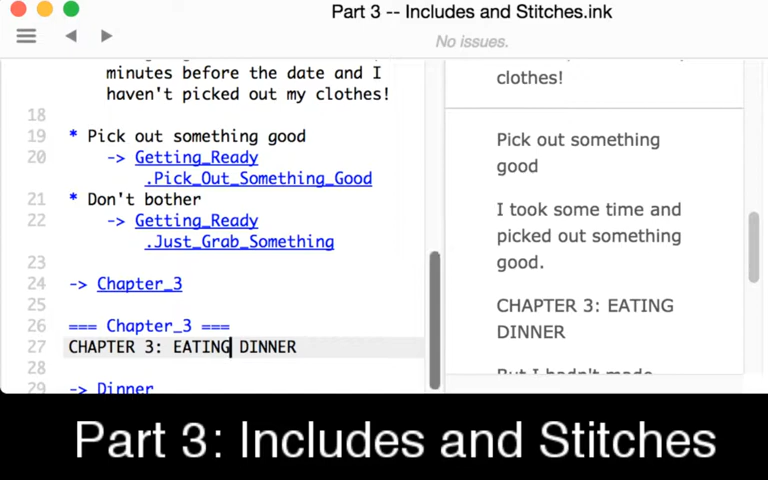 Part 3 -- Includes and Stitches.ink
No issues.
minutes before the date and I
haven't picked out my clothes!
18
19 * Pick out something good
20 -> Getting_Ready
.Pick_Out_Something_Good
21 * Don't bother
22 -> Getting_Ready
.Just_Grab_Something
23
24 -> Chapter_3
25
26 === Chapter_3 ===
27 CHAPTER 3: EATING DINNER
28
29 -> Dinner
clothes!
Pick out something
good
I took some time and
picked out something
good.
CHAPTER 3: EATING
DINNER
But I hadn't made
Part 3: Includes and Stitches